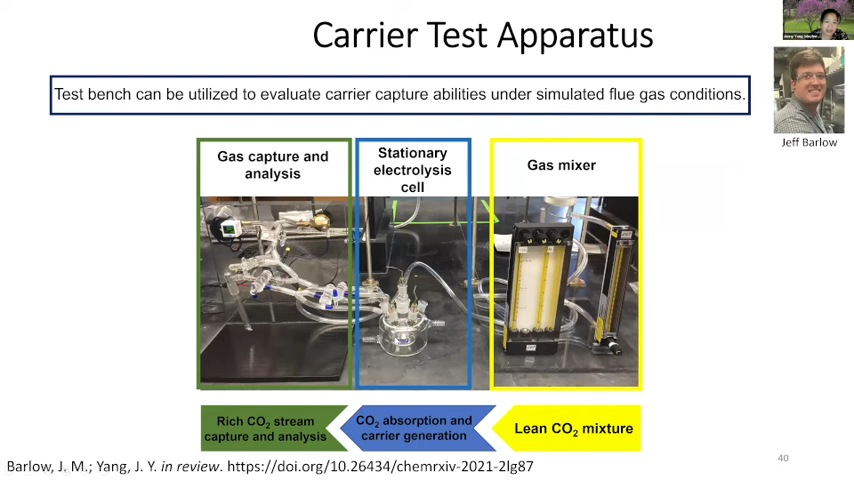 Carrier Test Apparatus
Test bench can be utilized to evaluate carrier capture abilities under simulated flue gas conditions.
Jeff Barlow
Gas capture and
analysis
Stationary
electrolysis
cell
Gas mixer
Rich CO₂ stream
capture and analysis
CO₂ absorption and
carrier generation
Lean CO₂ mixture
40
Barlow, J. M.; Yang, J. Y. in review. https://doi.org/10.26434/chemrxiv-2021-2lg87